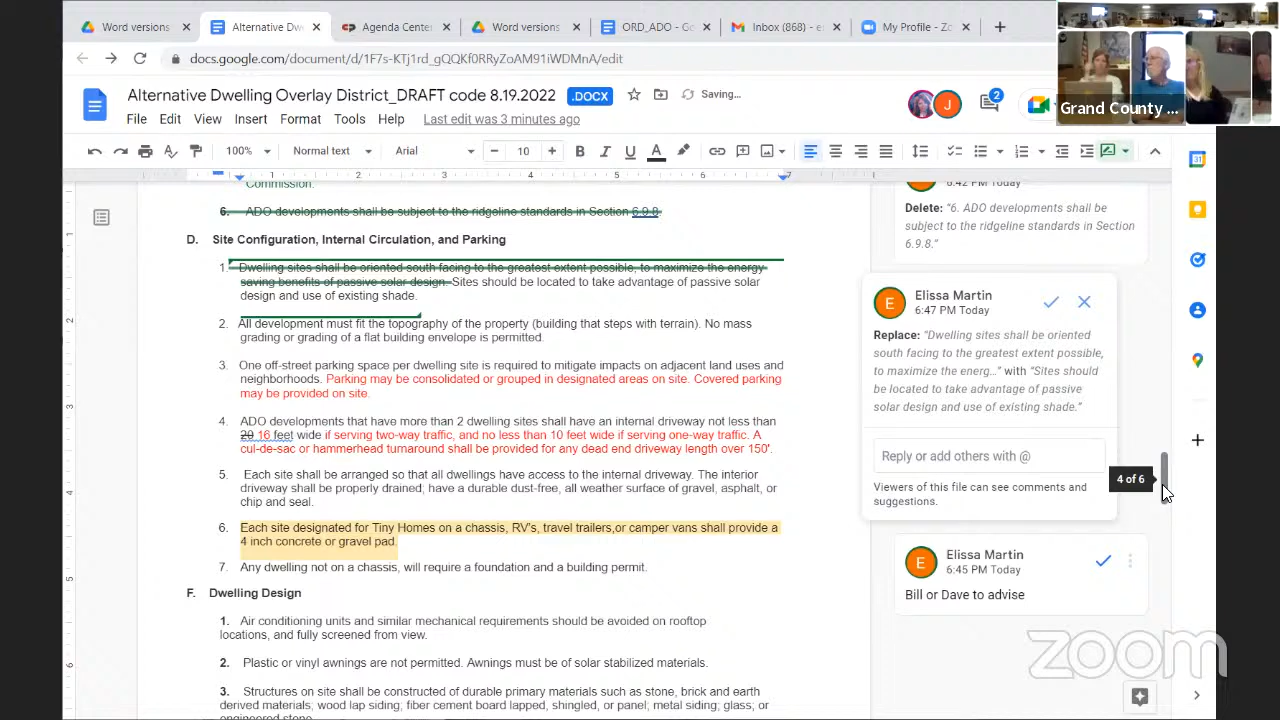 Word versions
Alternative Dw
Agenda Center
Word versions
ORD_ADO - Go
Inbox (868) - e
My Profile - Zo
docs.google.com/document/d/1F7s-KTj1rd_gQQKf0RRyZoAM91iWDMnA/edit
Grand County ...
Alternative Dwelling Overlay District_DRAFT code 8.19.2022
.DOCX
Saving...
2
J
File Edit View Insert Format Tools Help Last edit was 3 minutes ago
100% Normal text Arial 10 B I U A
1 2 3 4 5 6 7
Commission.
6. ADO developments shall be subject to the ridgeline standards in Section 6.9.8.
D. Site Configuration, Internal Circulation, and Parking
1. Dwelling sites shall be oriented south facing to the greatest extent possible, to maximize the energy
saving benefits of passive solar design. Sites should be located to take advantage of passive solar
design and use of existing shade.
2. All development must fit the topography of the property (building that steps with terrain). No mass
grading or grading of a flat building envelope is permitted.
3. One off-street parking space per dwelling site is required to mitigate impacts on adjacent land uses and
neighborhoods. Parking may be consolidated or grouped in designated areas on site. Covered parking
may be provided on site.
4. ADO developments that have more than 2 dwelling sites shall have an internal driveway not less than
20 16 feet wide if serving two-way traffic, and no less than 10 feet wide if serving one-way traffic. A
cul-de-sac or hammerhead turnaround shall be provided for any dead end driveway length over 150'.
5. Each site shall be arranged so that all dwellings have access to the internal driveway. The interior
driveway shall be properly drained; have a durable dust-free, all weather surface of gravel, asphalt, or
chip and seal.
6. Each site designated for Tiny Homes on a chassis, RV's, travel trailers,or camper vans shall provide a
4 inch concrete or gravel pad.
7. Any dwelling not on a chassis, will require a foundation and a building permit.
F. Dwelling Design
1. Air conditioning units and similar mechanical requirements should be avoided on rooftop
locations, and fully screened from view.
2. Plastic or vinyl awnings are not permitted. Awnings must be of solar stabilized materials.
3. Structures on site shall be constructed of durable primary materials such as stone, brick and earth
derived materials; wood lap siding; fiber cement board lapped, shingled, or panel; metal siding; glass; or
engineered stone
1
2
3
4
5
6
6:42 PM Today
Delete: "6. ADO developments shall be
subject to the ridgeline standards in Section
6.9.8."
E
Elissa Martin
6:47 PM Today
Replace: "Dwelling sites shall be oriented
south facing to the greatest extent possible,
to maximize the energ..." with "Sites should
be located to take advantage of passive
solar design and use of existing shade."
Reply or add others with @
Viewers of this file can see comments and
suggestions.
4 of 6
E
Elissa Martin
6:45 PM Today
Bill or Dave to advise
31
zoom